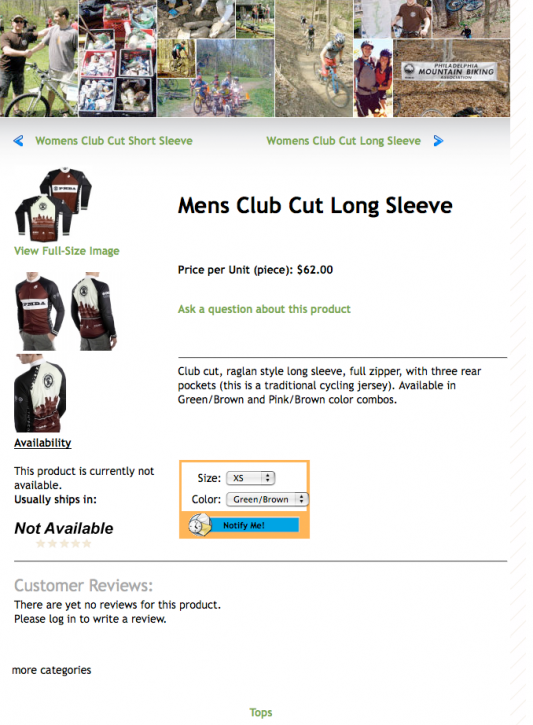 PHILADELPHIA
MOUNTAIN BIKING
ASSOCIATION
Womens Club Cut Short Sleeve
Womens Club Cut Long Sleeve
Mens Club Cut Long Sleeve
View Full-Size Image
Price per Unit (piece): $62.00
Ask a question about this product
PMBA
Club cut, raglan style long sleeve, full zipper, with three rear
pockets (this is a traditional cycling jersey). Available in
Green/Brown and Pink/Brown color combos.
Availability
This product is currently not
available.
Usually ships in:
Not Available
Size: XS
Color: Green/Brown
Notify Me!
Customer Reviews:
There are yet no reviews for this product.
Please log in to write a review.
more categories
Tops